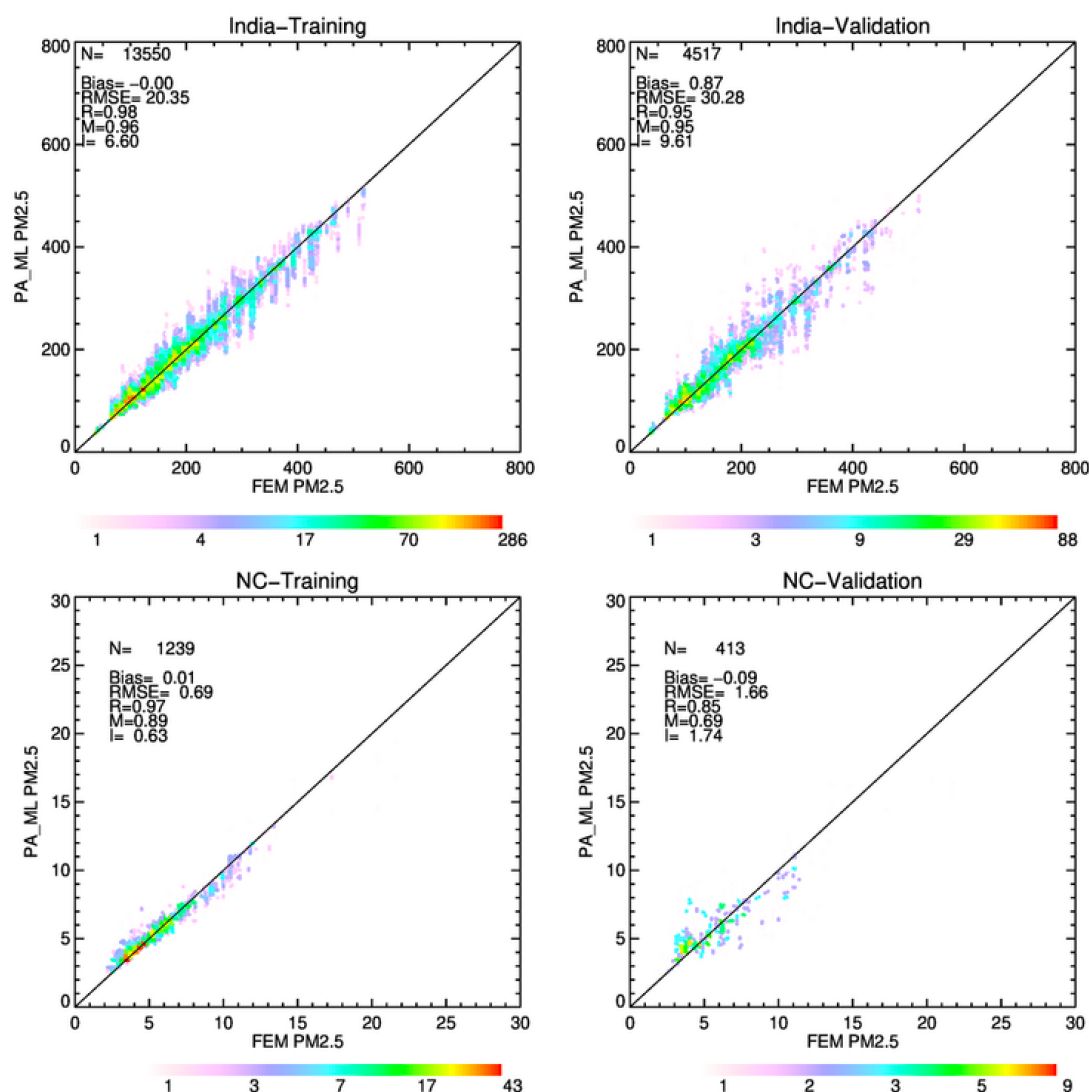 India-Training
N= 13550
Bias= -0.00
RMSE= 20.35
R=0.98
M=0.96
I= 6.60
800
600
400
200
0
PA_ML PM2.5
0 200 400 600 800
FEM PM2.5
1 4 17 70 286
India-Validation
N= 4517
Bias= 0.87
RMSE= 30.28
R=0.95
M=0.95
I= 9.61
800
600
400
200
0
PA_ML PM2.5
0 200 400 600 800
FEM PM2.5
1 3 9 29 88
NC-Training
N= 1239
Bias= 0.01
RMSE= 0.69
R=0.97
M=0.89
I= 0.63
30
25
20
15
10
5
0
PA_ML PM2.5
0 5 10 15 20 25 30
FEM PM2.5
1 3 7 17 43
NC-Validation
N= 413
Bias= -0.09
RMSE= 1.66
R=0.85
M=0.69
I= 1.74
30
25
20
15
10
5
0
PA_ML PM2.5
0 5 10 15 20 25 30
FEM PM2.5
1 2 3 5 9